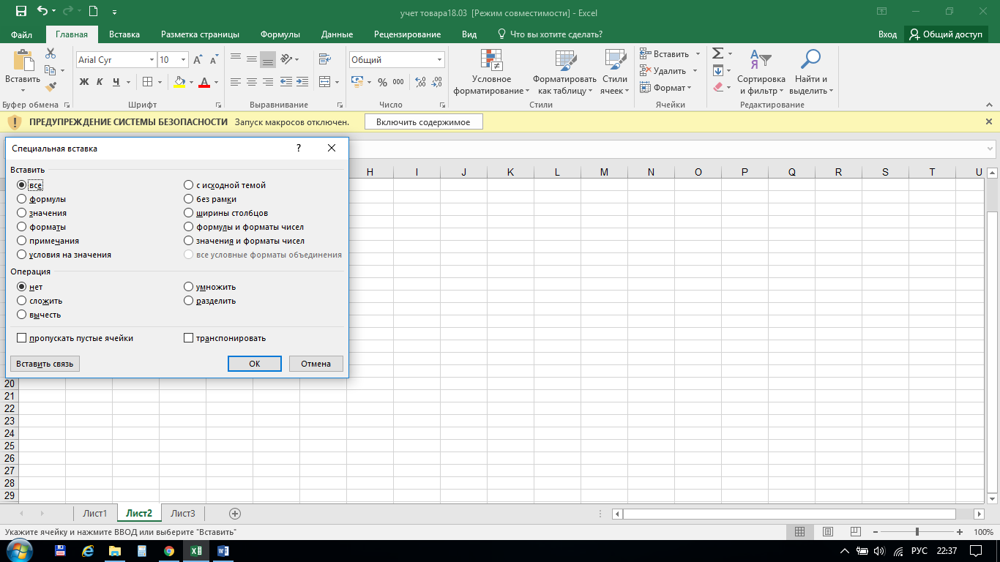 учет товара18.03 [Режим совместимости] - Excel
Файл Главная Вставка Разметка страницы Формулы Данные Рецензирование Вид Что вы хотите сделать? Вход Общий доступ
Вставить
Arial Cyr 10
Ж К Ч
Общий
% 000
Условное форматирование
Форматировать как таблицу
Стили ячеек
Вставить
Удалить
Формат
Сортировка и фильтр
Найти и выделить
Буфер обмена Шрифт Выравнивание Число Стили Ячейки Редактирование
ПРЕДУПРЕЖДЕНИЕ СИСТЕМЫ БЕЗОПАСНОСТИ Запуск макросов отключен. Включить содержимое
Специальная вставка ?
Вставить
все с исходной темой
формулы без рамки
значения ширины столбцов
форматы формулы и форматы чисел
примечания значения и форматы чисел
условия на значения все условные форматы объединения
Операция
нет умножить
сложить разделить
вычесть
пропускать пустые ячейки транспонировать
Вставить связь ОК Отмена
H I J K L M N O P Q R S T U
20
21
22
23
24
25
26
27
28
29
Лист1 Лист2 Лист3
Укажите ячейку и нажмите ВВОД или выберите "Вставить" 100%
РУС 22:37